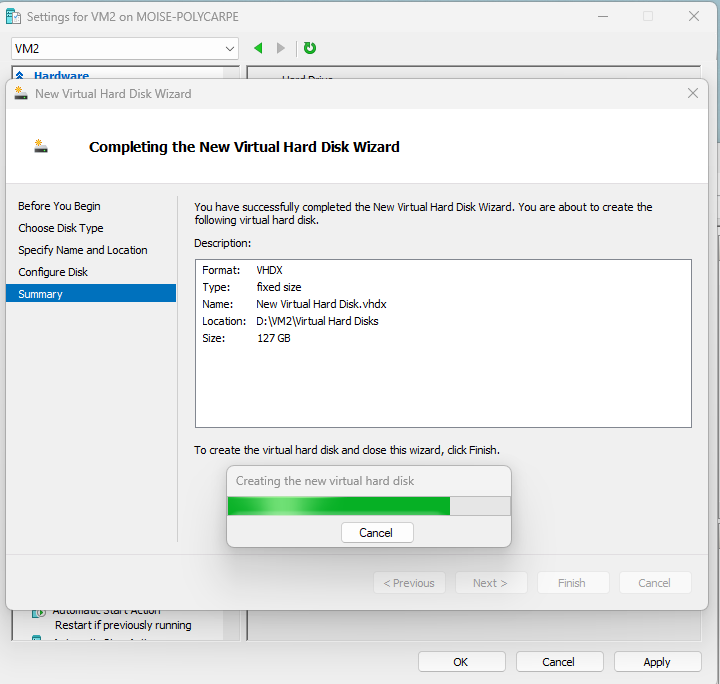 Settings for VM2 on MOISE-POLYCARPE
VM2
Hardware
Hard Drive
New Virtual Hard Disk Wizard
Completing the New Virtual Hard Disk Wizard
Before You Begin
Choose Disk Type
Specify Name and Location
Configure Disk
Summary
You have successfully completed the New Virtual Hard Disk Wizard. You are about to create the
following virtual hard disk.
Description:
Format: VHDX
Type: fixed size
Name: New Virtual Hard Disk.vhdx
Location: D:\VM2\Virtual Hard Disks
Size: 127 GB
To create the virtual hard disk and close this wizard, click Finish.
Creating the new virtual hard disk
Cancel
< Previous
Next >
Finish
Cancel
Automatic Start Action
Restart if previously running
OK
Cancel
Apply